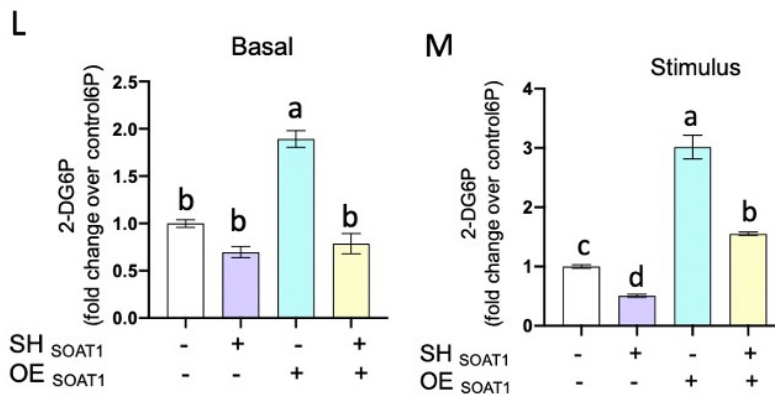 L
Basal
2-DG6P
(fold change over control6P)
2.5
2.0
1.5
1.0
0.5
0.0
b
b
a
b
SH SOAT1 - + - +
OE SOAT1 - - + +
M
Stimulus
2-DG6P
(fold change over control6P)
4
3
2
1
0
c
d
a
b
SH SOAT1 - + - +
OE SOAT1 - - + +